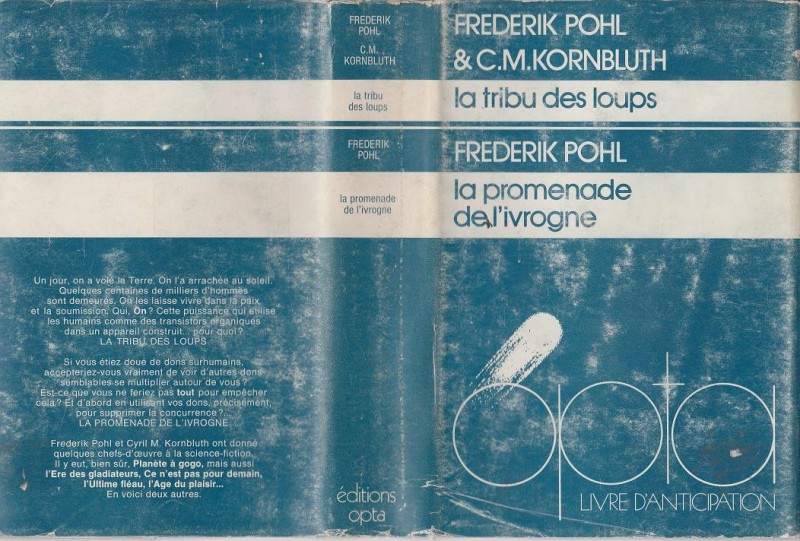 Un jour, on a volé la Terre. On l'a arrachée au soleil.
Quelques centaines de milliers d'hommes
sont demeurés. On les laisse vivre dans la paix
et la soumission. Qui, On? Cette puissance qui utilise
les humains comme des transistors organiques
dans un appareil construit... pour quoi?
LA TRIBU DES LOUPS
Si vous étiez doué de dons surhumains,
accepteriez-vous vraiment de voir d'autres dons
semblables se multiplier autour de vous?
Est-ce que vous ne feriez pas tout pour empêcher
cela? Et d'abord en utilisant vos dons, précisément,
pour supprimer la concurrence?..
LA PROMENADE DE L'IVROGNE
Frederik Pohl et Cyril M. Kornbluth ont donné
quelques chefs-d'œuvre à la science-fiction.
Il y eut, bien sûr, Planète à gogo, mais aussi
l'Ere des gladiateurs, Ce n'est pas pour demain,
l'Ultime fléau, l'Age du plaisir...
En voici deux autres.
FREDERIK
POHL
C.M.
KORNBLUTH
la tribu
des loups
FREDERIK
POHL
la promenade
de l'ivrogne
éditions
opta
FREDERIK POHL
& C.M. KORNBLUTH
la tribu des loups
FREDERIK POHL
la promenade
de l'ivrogne
opta
LIVRE D'ANTICIPATION